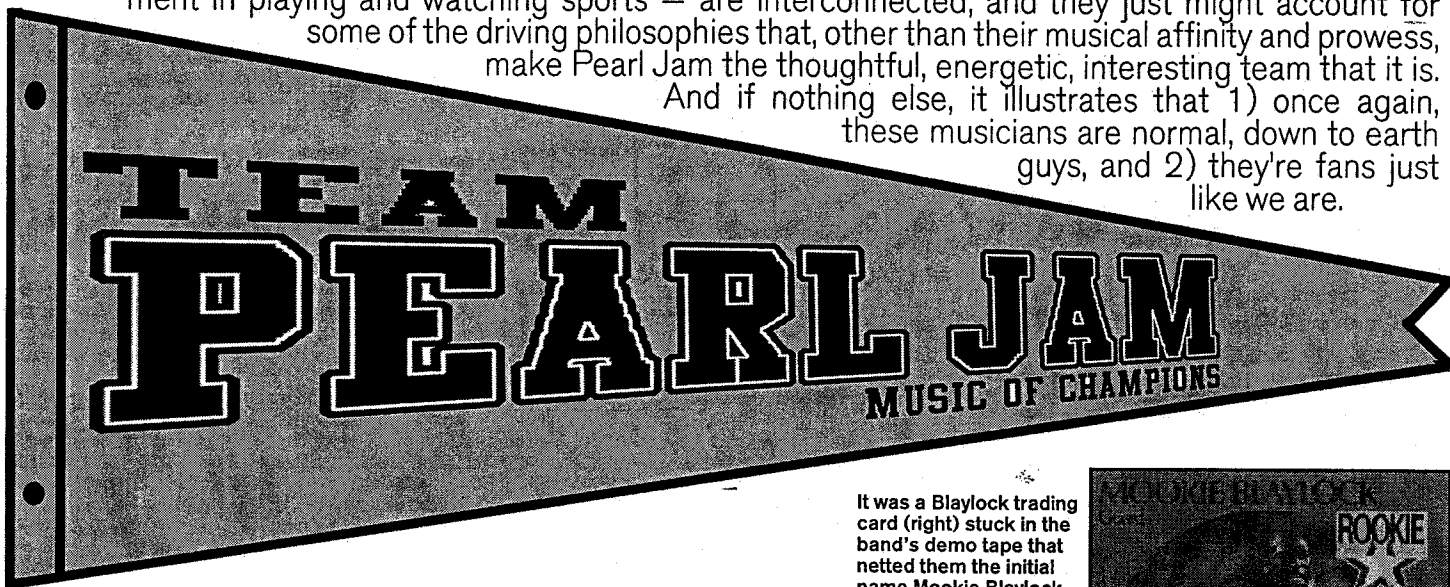 ment in playing and watching sports — are interconnected, and they just might account for
some of the driving philosophies that, other than their musical affinity and prowess,
make Pearl Jam the thoughtful, energetic, interesting team that it is.
And if nothing else, it illustrates that 1) once again,
these musicians are normal, down to earth
guys, and 2) they're fans just
like we are.
TEAM
PEARL JAM
MUSIC OF CHAMPIONS
It was a Blaylock trading
card (right) stuck in the
band's demo tape that
netted them the initial
name Mookie Blaylock
MOOKIE BLAYLOCK
ROOKIE